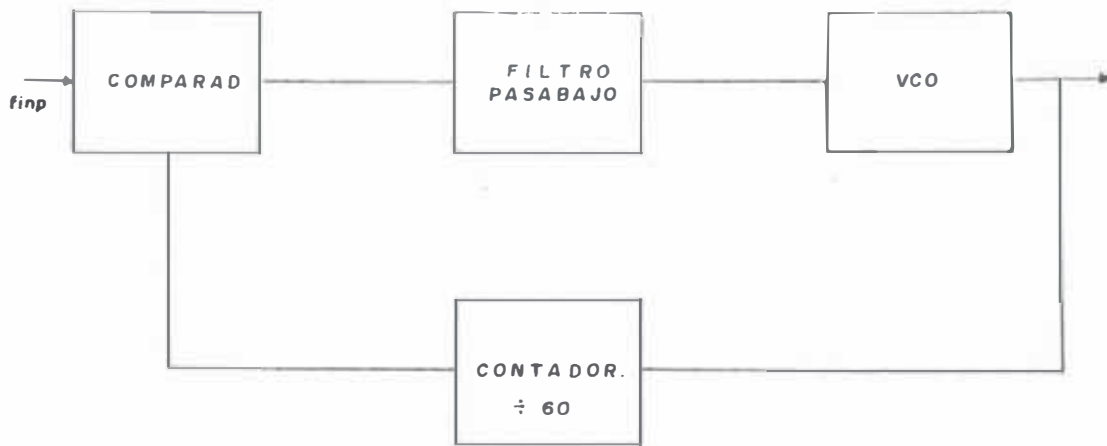 finp
COMPARAD
FILTRO
PASABAJO
VCO
CONTADOR.
÷ 60